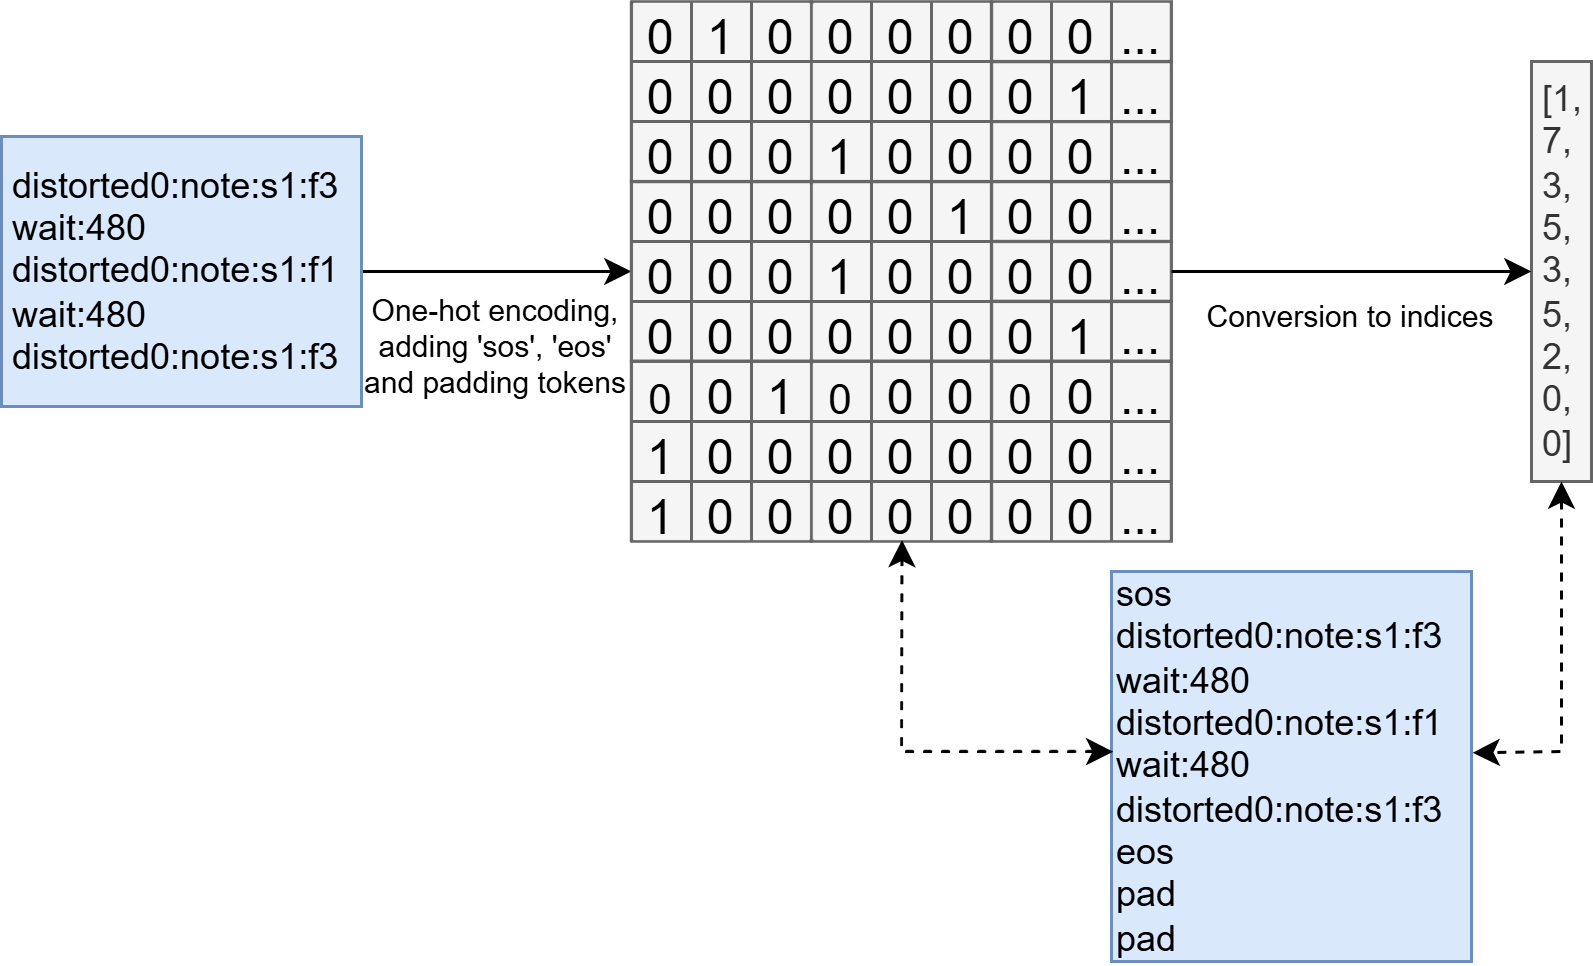 distorted0:note:s1:f3
wait:480
distorted0:note:s1:f1
wait:480
distorted0:note:s1:f3
One-hot encoding,
adding 'sos', 'eos'
and padding tokens
0 1 0 0 0 0 0 0 ...
0 0 0 0 0 0 0 1 ...
0 0 0 1 0 0 0 0 ...
0 0 0 0 0 1 0 0 ...
0 0 0 1 0 0 0 0 ...
0 0 0 0 0 0 0 1 ...
0 0 1 0 0 0 0 0 ...
1 0 0 0 0 0 0 0 ...
1 0 0 0 0 0 0 0 ...
Conversion to indices
[1,
7,
3,
5,
3,
5,
2,
0,
0]
sos
distorted0:note:s1:f3
wait:480
distorted0:note:s1:f1
wait:480
distorted0:note:s1:f3
eos
pad
pad